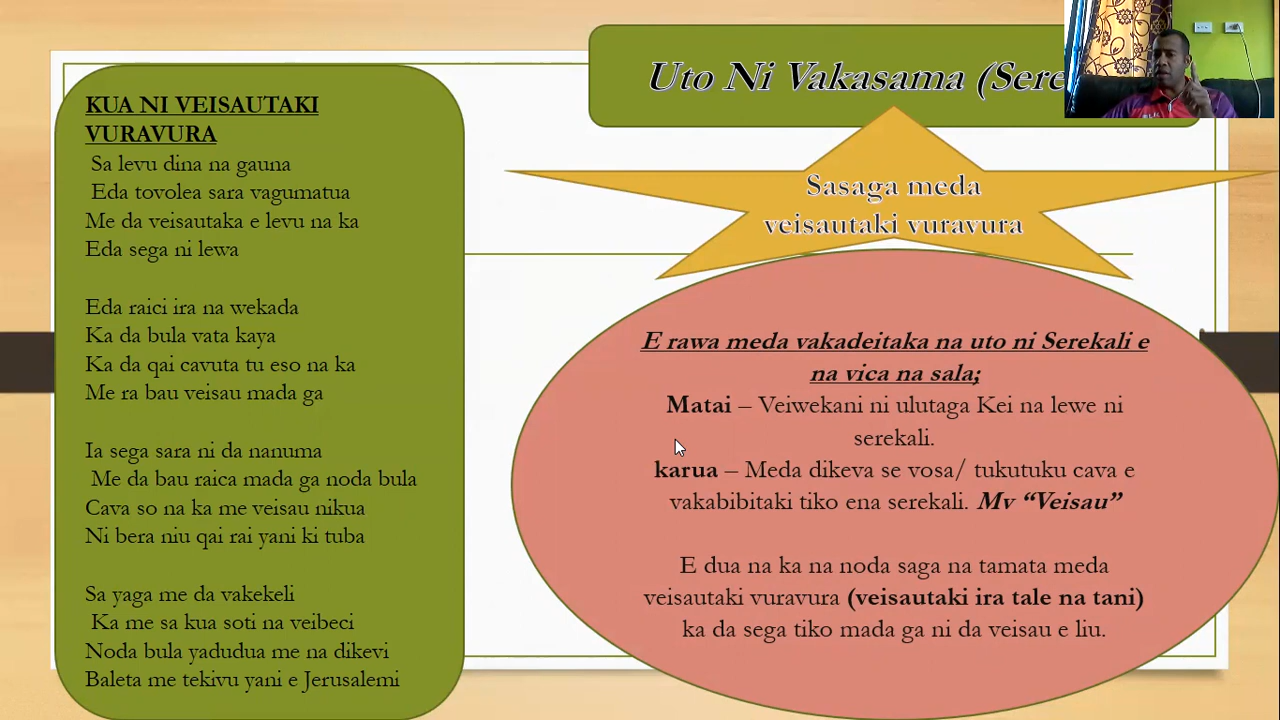 KUA NI VEISAUTAKI
VURAVURA
Sa levu dina na gauna
Eda tovolea sara vagumatua
Me da veisautaka e levu na ka
Eda sega ni lewa
Eda raici ira na wekada
Ka da bula vata kaya
Ka da qai cavuta tu eso na ka
Me ra bau veisau mada ga
Ia sega sara ni da nanuma
Me da bau raica mada ga noda bula
Cava so na ka me veisau nikua
Ni bera niu qai rai yani ki tuba
Sa yaga me da vakekeli
Ka me sa kua soti na veibeci
Noda bula yadudua me na dikevi
Baleta me tekivu yani e Jerusalemi
Uto Ni Vakasama (Sere
Sasaga meda
veisautaki vuravura
E rawa meda vakadeitaka na uto ni Serekali e
na vica na sala;
Matai – Veiwekani ni ulutaga Kei na lewe ni
serekali.
karua – Meda dikeva se vosa/ tukutuku cava e
vakabibitaki tiko ena serekali. Mv “Veisau”
E dua na ka na noda saga na tamata meda
veisautaki vuravura (veisautaki ira tale na tani)
ka da sega tiko mada ga ni da veisau e liu.